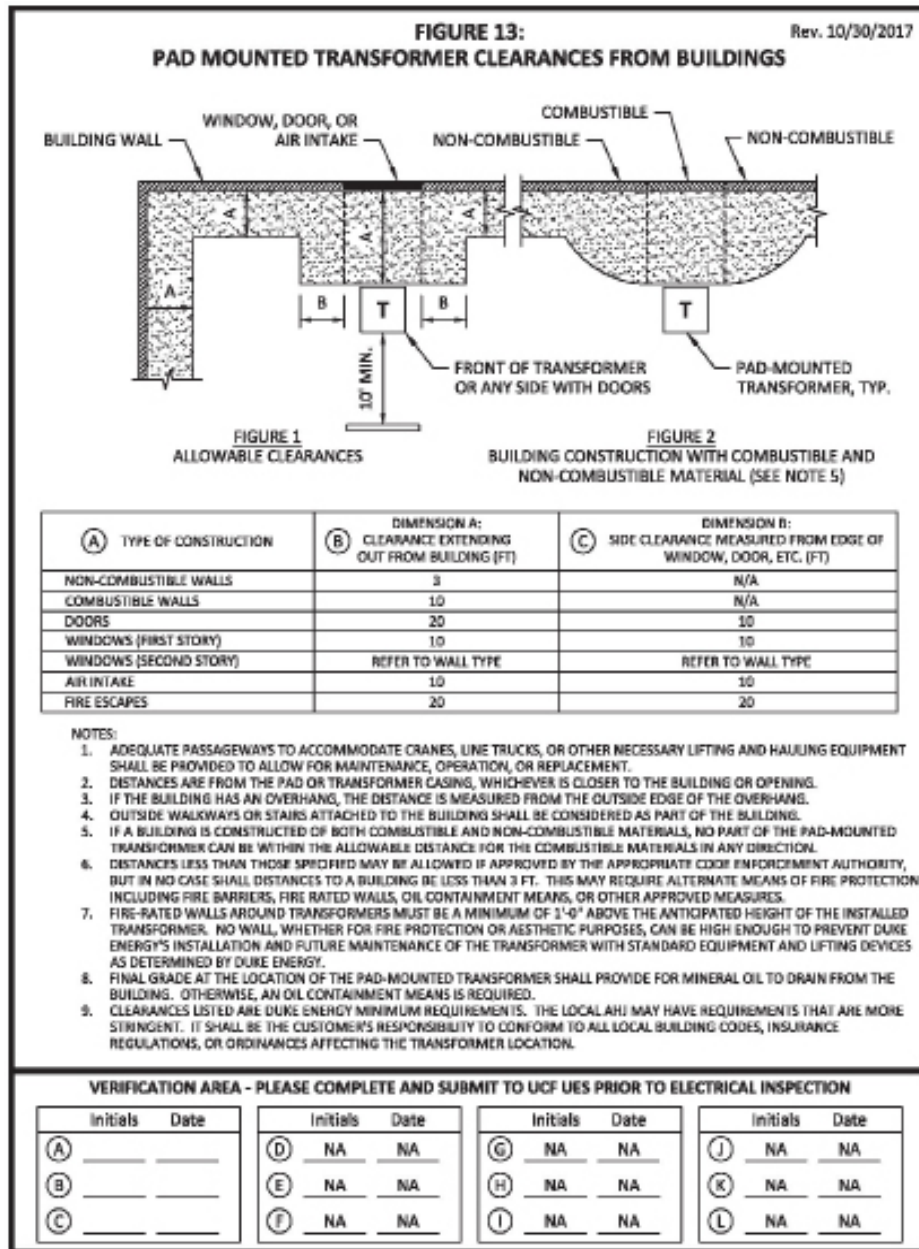 FIGURE 13:
Rev. 10/30/2017
PAD MOUNTED TRANSFORMER CLEARANCES FROM BUILDINGS
BUILDING WALL
WINDOW, DOOR, OR
AIR INTAKE
COMBUSTIBLE
NON-COMBUSTIBLE
NON-COMBUSTIBLE
A
A
A
A
B
B
T
T
10' MIN.
FRONT OF TRANSFORMER
OR ANY SIDE WITH DOORS
PAD-MOUNTED
TRANSFORMER, TYP.
FIGURE 1
ALLOWABLE CLEARANCES
FIGURE 2
BUILDING CONSTRUCTION WITH COMBUSTIBLE AND
NON-COMBUSTIBLE MATERIAL (SEE NOTE 5)
A TYPE OF CONSTRUCTION
B DIMENSION A:
CLEARANCE EXTENDING
OUT FROM BUILDING (FT)
C DIMENSION B:
SIDE CLEARANCE MEASURED FROM EDGE OF
WINDOW, DOOR, ETC. (FT)
NON-COMBUSTIBLE WALLS 3 N/A
COMBUSTIBLE WALLS 10 N/A
DOORS 20 10
WINDOWS (FIRST STORY) 10 10
WINDOWS (SECOND STORY) REFER TO WALL TYPE REFER TO WALL TYPE
AIR INTAKE 10 10
FIRE ESCAPES 20 20
NOTES:
1. ADEQUATE PASSAGEWAYS TO ACCOMMODATE CRANES, LINE TRUCKS, OR OTHER NECESSARY LIFTING AND HAULING EQUIPMENT
SHALL BE PROVIDED TO ALLOW FOR MAINTENANCE, OPERATION, OR REPLACEMENT.
2. DISTANCES ARE FROM THE PAD OR TRANSFORMER CASING, WHICHEVER IS CLOSER TO THE BUILDING OR OPENING.
3. IF THE BUILDING HAS AN OVERHANG, THE DISTANCE IS MEASURED FROM THE OUTSIDE EDGE OF THE OVERHANG.
4. OUTSIDE WALKWAYS OR STAIRS ATTACHED TO THE BUILDING SHALL BE CONSIDERED AS PART OF THE BUILDING.
5. IF A BUILDING IS CONSTRUCTED OF BOTH COMBUSTIBLE AND NON-COMBUSTIBLE MATERIALS, NO PART OF THE PAD-MOUNTED
TRANSFORMER CAN BE WITHIN THE ALLOWABLE DISTANCE FOR THE COMBUSTIBLE MATERIALS IN ANY DIRECTION.
6. DISTANCES LESS THAN THOSE SPECIFIED MAY BE ALLOWED IF APPROVED BY THE APPROPRIATE CODE ENFORCEMENT AUTHORITY,
BUT IN NO CASE SHALL DISTANCES TO A BUILDING BE LESS THAN 3 FT. THIS MAY REQUIRE ALTERNATE MEANS OF FIRE PROTECTION
INCLUDING FIRE BARRIERS, FIRE RATED WALLS, OIL CONTAINMENT MEANS, OR OTHER APPROVED MEASURES.
7. FIRE-RATED WALLS AROUND TRANSFORMERS MUST BE A MINIMUM OF 1'-0" ABOVE THE ANTICIPATED HEIGHT OF THE INSTALLED
TRANSFORMER. NO WALL, WHETHER FOR FIRE PROTECTION OR AESTHETIC PURPOSES, CAN BE HIGH ENOUGH TO PREVENT DUKE
ENERGY'S INSTALLATION AND FUTURE MAINTENANCE OF THE TRANSFORMER WITH STANDARD EQUIPMENT AND LIFTING DEVICES
AS DETERMINED BY DUKE ENERGY.
8. FINAL GRADE AT THE LOCATION OF THE PAD-MOUNTED TRANSFORMER SHALL PROVIDE FOR MINERAL OIL TO DRAIN FROM THE
BUILDING. OTHERWISE, AN OIL CONTAINMENT MEANS IS REQUIRED.
9. CLEARANCES LISTED ARE DUKE ENERGY MINIMUM REQUIREMENTS. THE LOCAL AHJ MAY HAVE REQUIREMENTS THAT ARE MORE
STRINGENT. IT SHALL BE THE CUSTOMER'S RESPONSIBILITY TO CONFORM TO ALL LOCAL BUILDING CODES, INSURANCE
REGULATIONS, OR ORDINANCES AFFECTING THE TRANSFORMER LOCATION.
VERIFICATION AREA - PLEASE COMPLETE AND SUBMIT TO UCF UES PRIOR TO ELECTRICAL INSPECTION
Initials Date Initials Date Initials Date Initials Date
A D NA NA G NA NA J NA NA
B E NA NA H NA NA K NA NA
C F NA NA I NA NA L NA NA